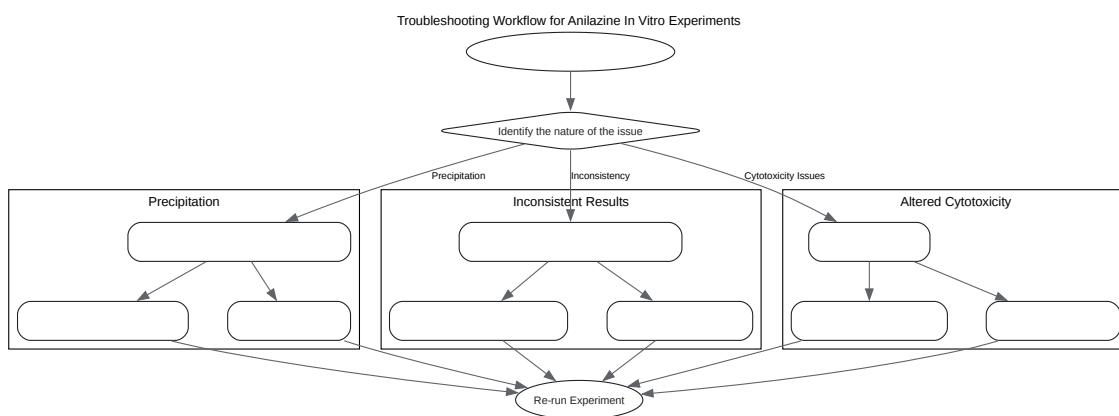 Troubleshooting Workflow for Anilazine In Vitro Experiments
Identify the nature of the issue
Precipitation
Inconsistency
Cytotoxicity Issues
Precipitation
Inconsistent Results
Altered Cytotoxicity
Re-run Experiment